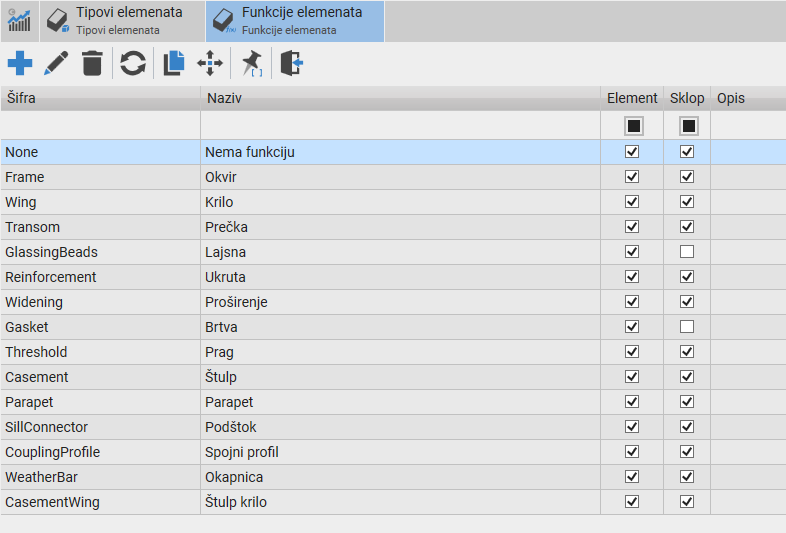 Tipovi elemenata
Tipovi elemenata
Funkcije elemenata
Funkcije elemenata
Šifra Naziv Element Sklop Opis
None Nema funkciju
Frame Okvir
Wing Krilo
Transom Prečka
GlassingBeads Lajsna
Reinforcement Ukruta
Widening Proširenje
Gasket Brtva
Threshold Prag
Casement Štulp
Parapet Parapet
SillConnector Podštok
CouplingProfile Spojni profil
WeatherBar Okapnica
CasementWing Štulp krilo